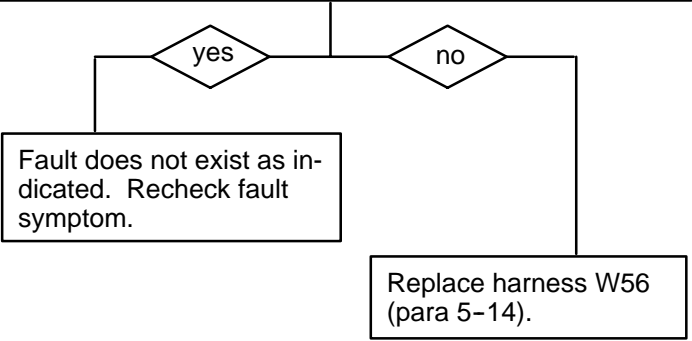 yes
no
Fault does not exist as in-
dicated. Recheck fault
symptom.
Replace harness W56
(para 5-14).